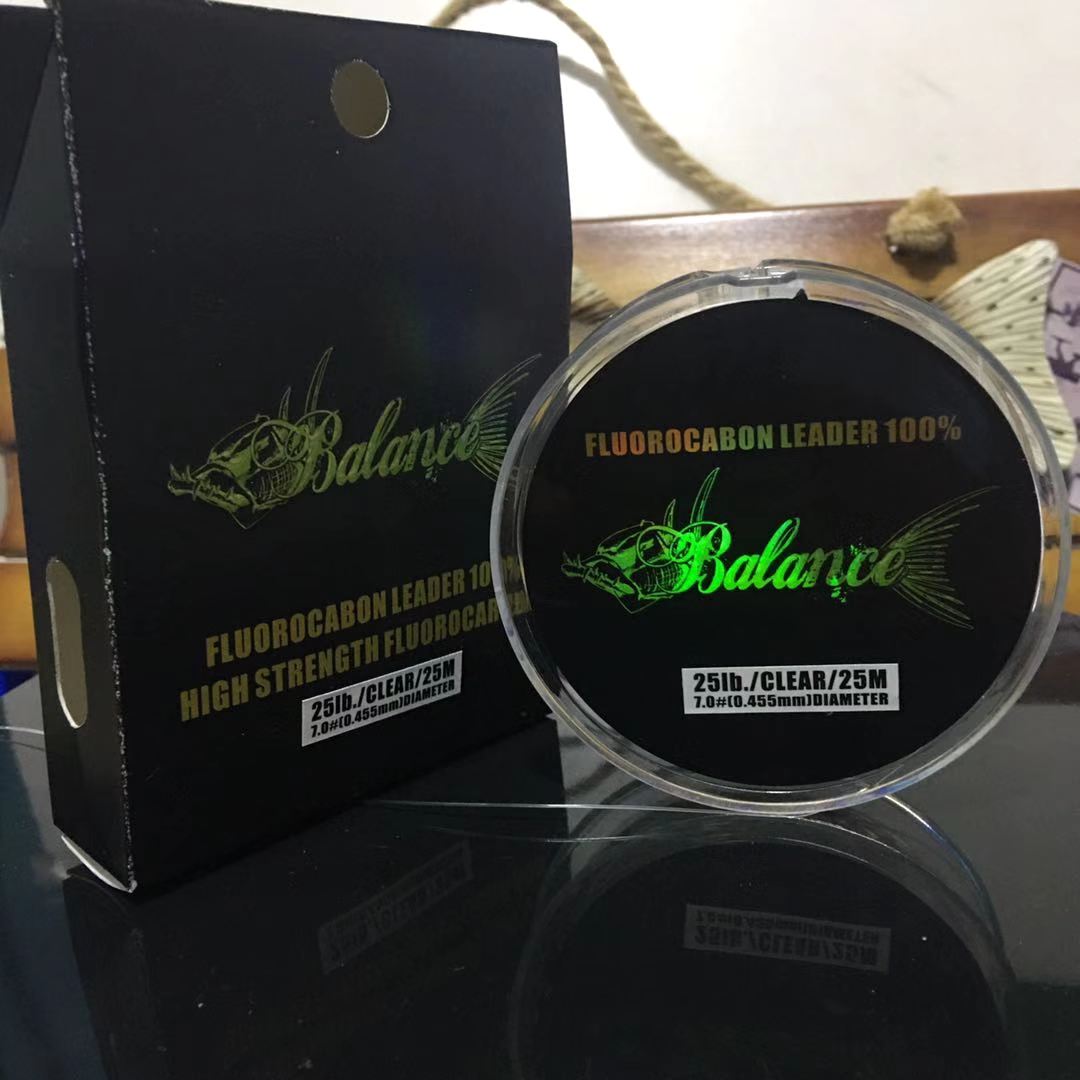 Balance
FLUOROCABON LEADER 100%
HIGH STRENGTH
25lb./CLEAR/25M
7.0#(0.455mm)DIAMETER
FLUOROCABON LEADER 100%
Balance
25lb./CLEAR/25M
7.0#(0.455mm)DIAMETER